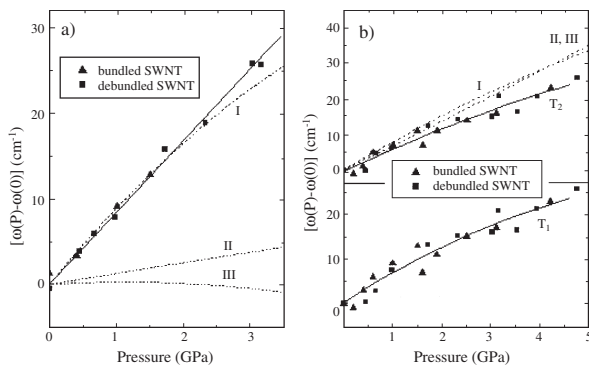 a)
[ω(P)-ω(0)] (cm⁻¹)
30
20
10
0
▲ bundled SWNT
■ debundled SWNT
I
II
III
0 1 2 3
Pressure (GPa)
b)
[ω(P)-ω(0)] (cm⁻¹)
40
30
20
10
0
II, III
I
T₂
▲ bundled SWNT
■ debundled SWNT
20
10
0
T₁
0 1 2 3 4 5
Pressure (GPa)